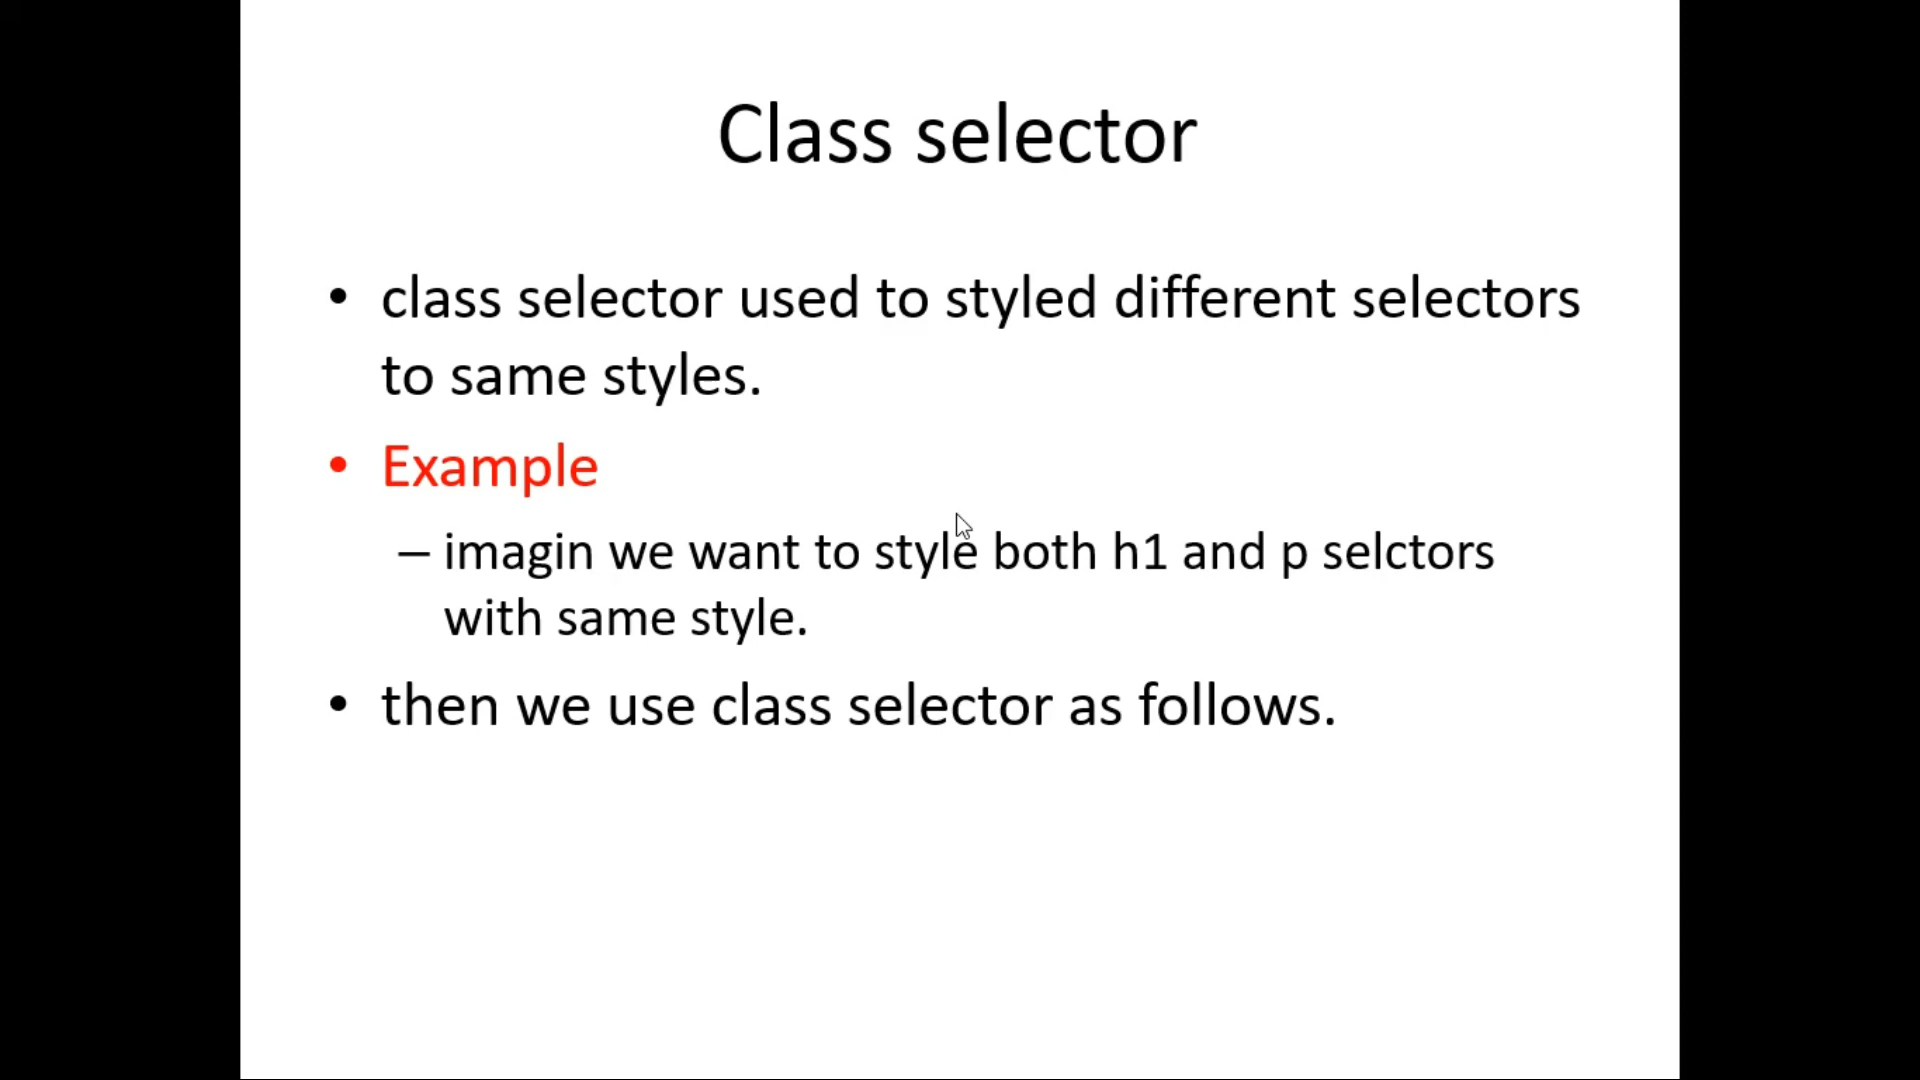 Class selector
• class selector used to styled different selectors
to same styles.
• Example
– imagin we want to style both h1 and p selctors
with same style.
• then we use class selector as follows.